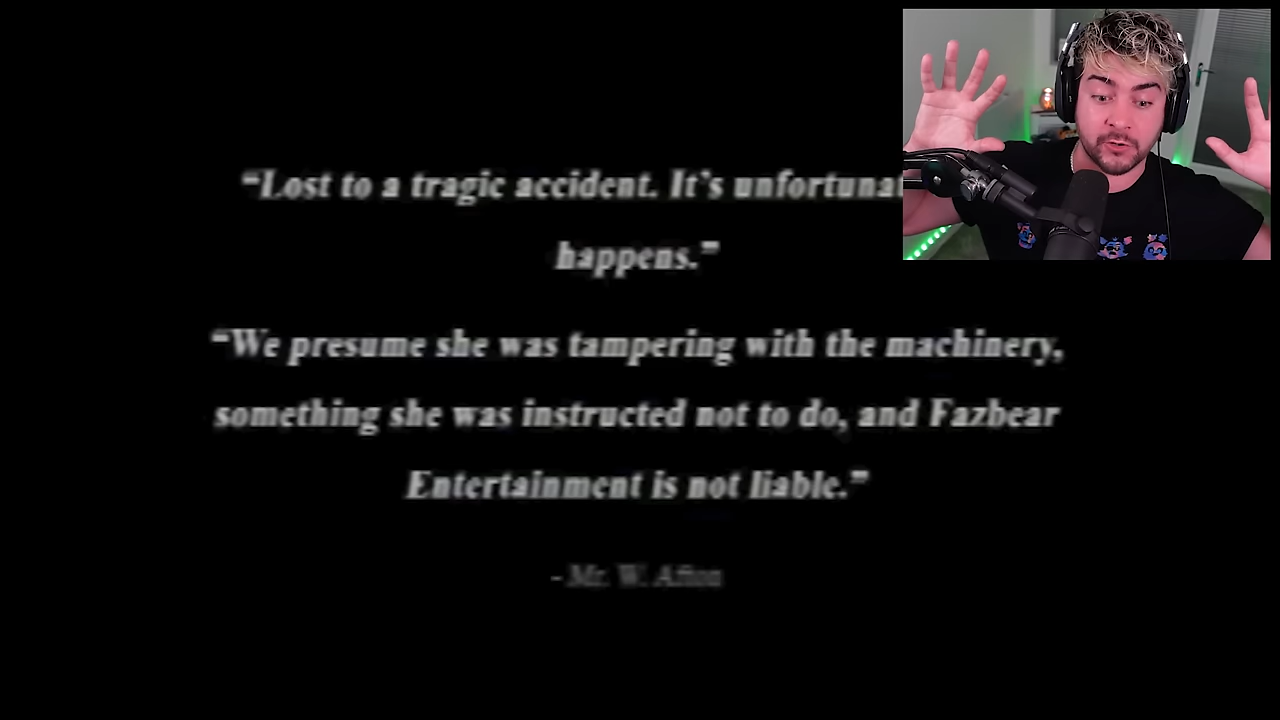 “Lost to a tragic accident. It’s unfortunat
happens.”
“We presume she was tampering with the machinery,
something she was instructed not to do, and Fazbear
Entertainment is not liable.”
- Mr. W. Afton